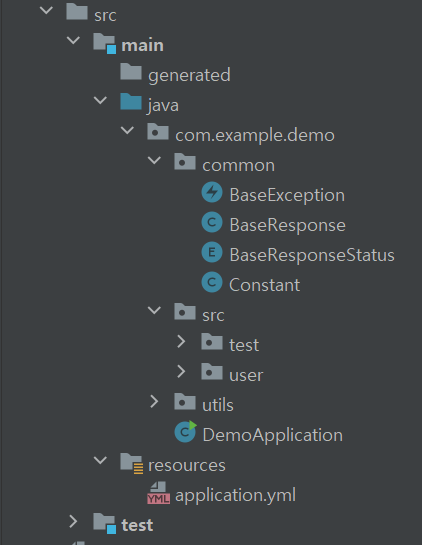 src
main
generated
java
com.example.demo
common
BaseException
C BaseResponse
E BaseResponseStatus
C Constant
src
test
user
utils
C DemoApplication
resources
YML application.yml
test